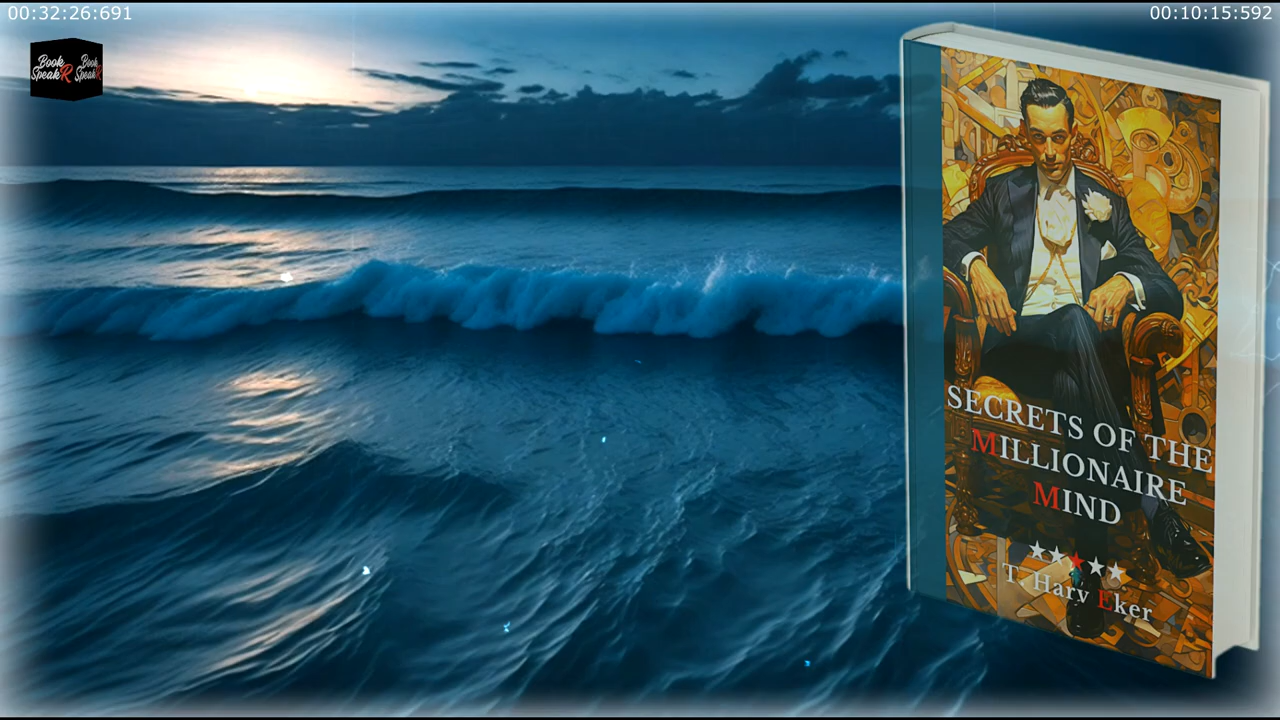 00:32:26:691
00:10:15:592
Book
SpeakR
Book
SpeakR
SECRETS OF THE
MILLIONAIRE
MIND
T. Harv Eker